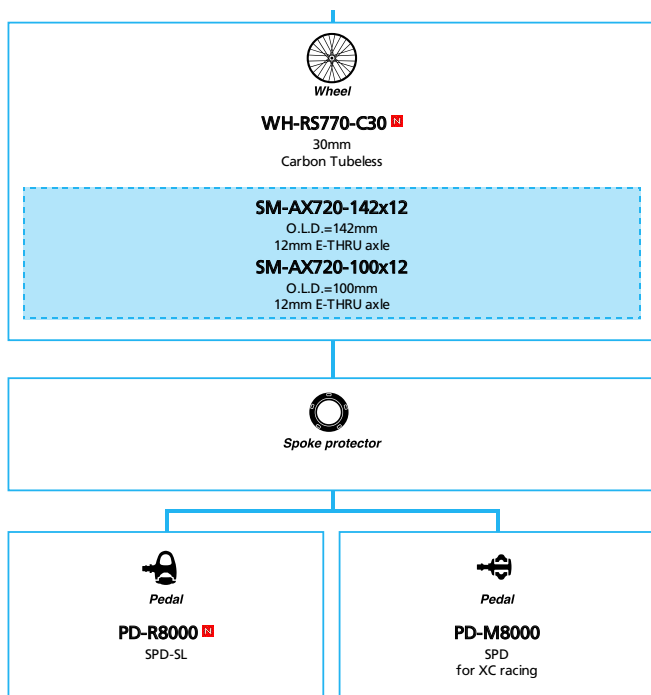 Wheel
WH-RS770-C30 N
30mm
Carbon Tubeless
SM-AX720-142x12
O.L.D.=142mm
12mm E-THRU axle
SM-AX720-100x12
O.L.D.=100mm
12mm E-THRU axle
Spoke protector
Pedal
PD-R8000 N
SPD-SL
Pedal
PD-M8000
SPD
for XC racing